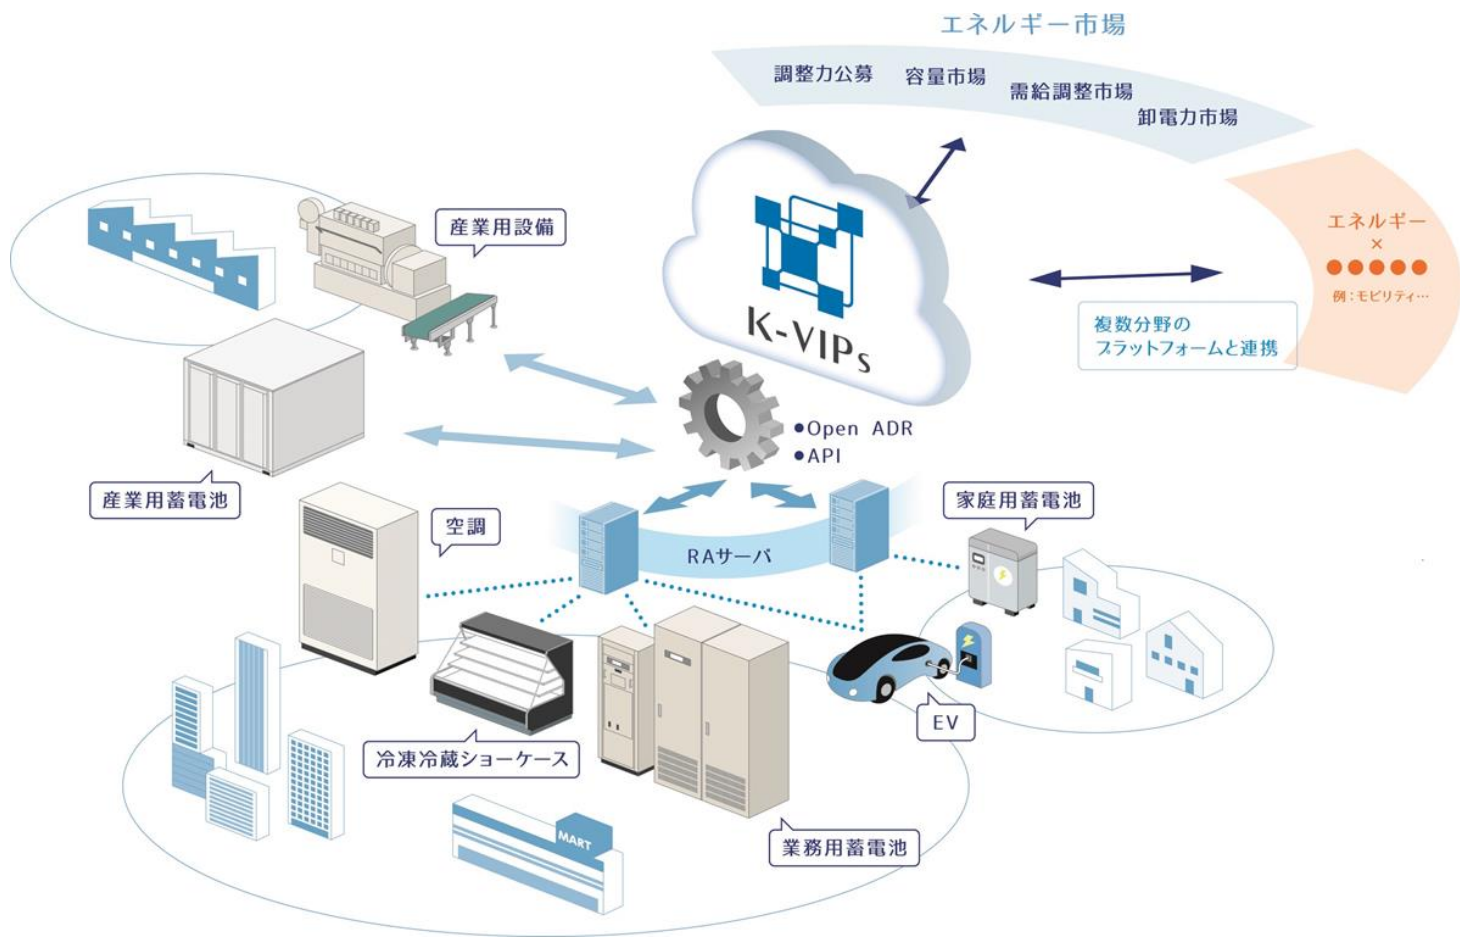 エネルギー市場
調整力公募
容量市場
需給調整市場
卸電力市場
エネルギー
×
●●●●●
例：モビリティ…
複数分野の
プラットフォームと連携
K-VIPs
●Open ADR
●API
産業用設備
産業用蓄電池
空調
RAサーバ
家庭用蓄電池
EV
冷凍冷蔵ショーケース
業務用蓄電池
MART